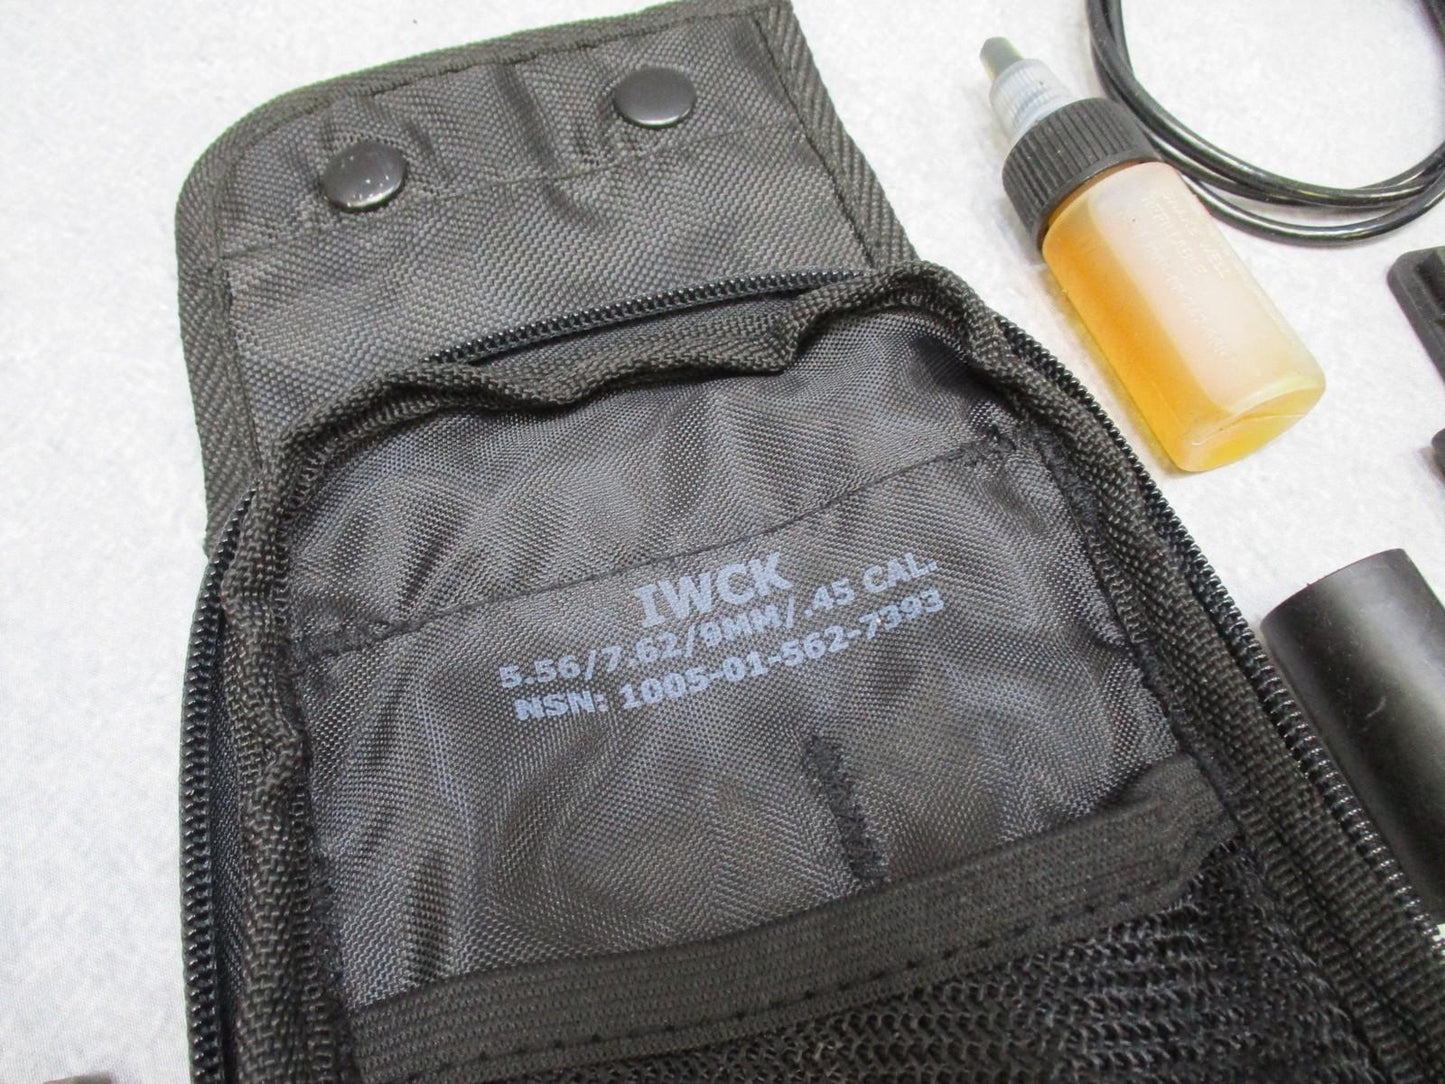 IWCK
5.56/7.62/9MM/.45 CAL.
NSN: 1005-01-562-7393